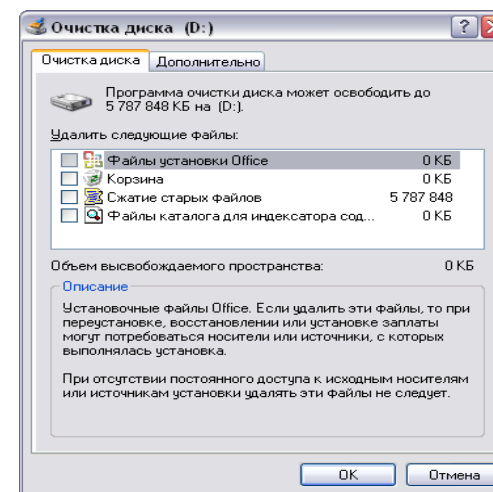 Очистка диска (D:)
Очистка диска Дополнительно
Программа очистки диска может освободить до
5 787 848 КБ на (D:).
Удалить следующие файлы:
Файлы установки Office 0 КБ
Корзина 0 КБ
Сжатие старых файлов 5 787 848
Файлы каталога для индексатора сод... 0 КБ
Объем высвобождаемого пространства: 0 КБ
Описание
Установочные файлы Office. Если удалить эти файлы, то при
переустановке, восстановлении или установке заплаты
могут потребоваться носители или источники, с которых
выполнялась установка.
При отсутствии постоянного доступа к исходным носителям
или источникам установки удалять эти файлы не следует.
ОК Отмена